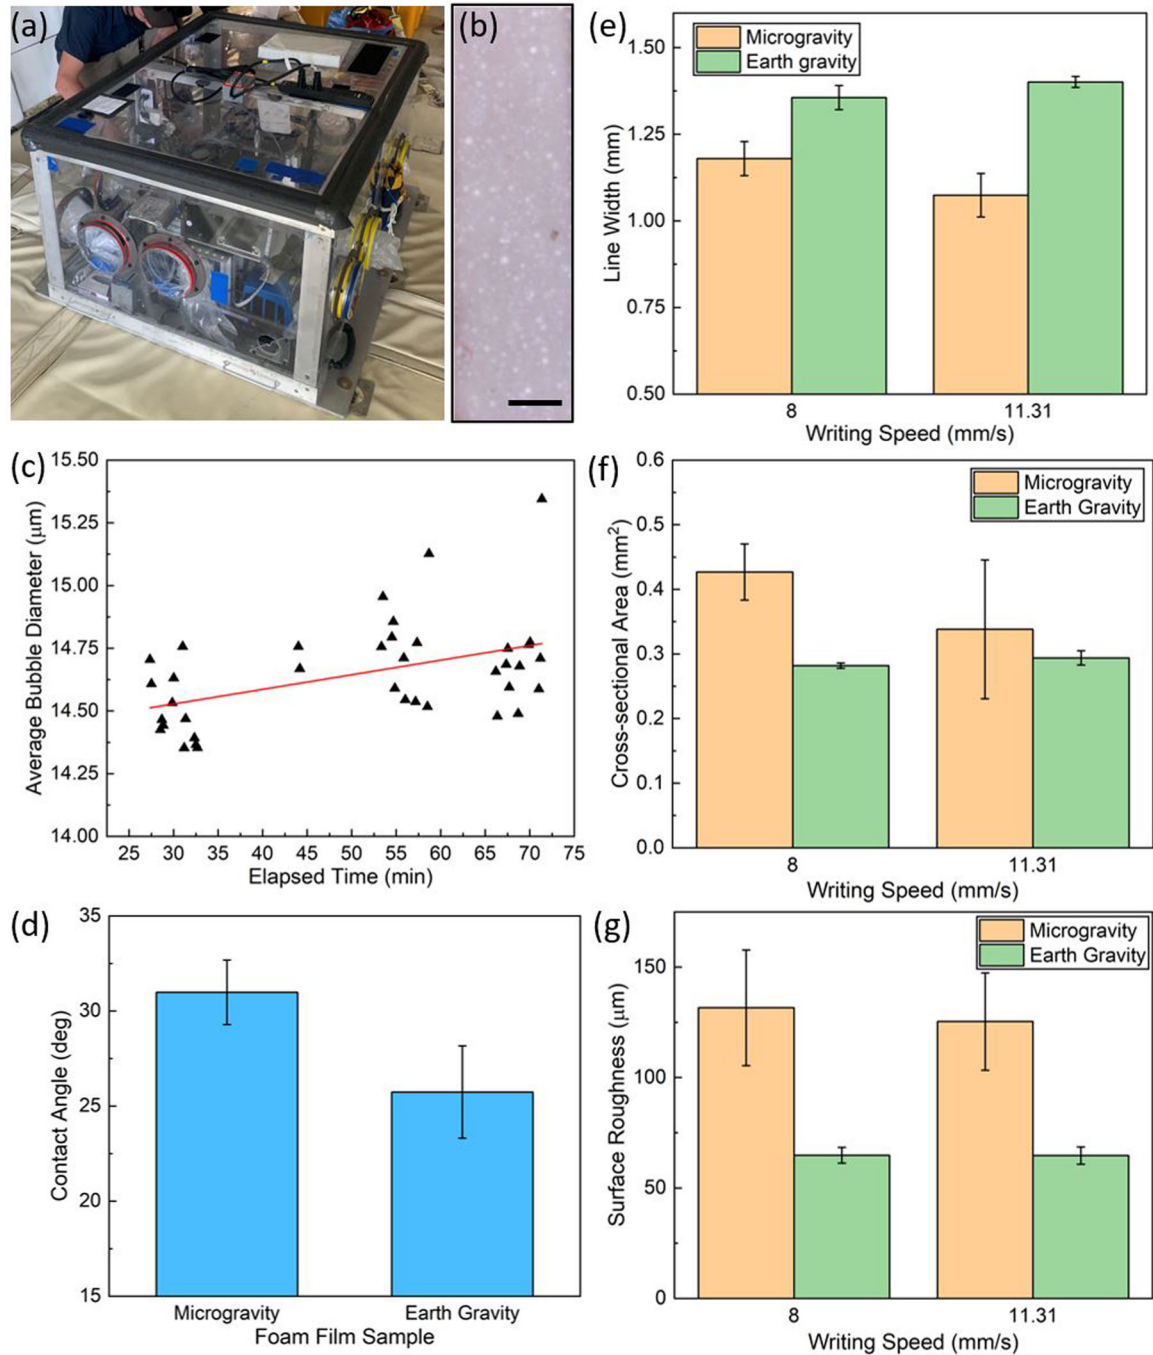 (a)
(b)
(e)
Microgravity
Earth gravity
1.50
1.25
1.00
0.75
0.50
Line Width (mm)
8
11.31
Writing Speed (mm/s)
(c)
15.50
15.25
15.00
14.75
14.50
14.25
14.00
Average Bubble Diameter (μm)
25 30 35 40 45 50 55 60 65 70 75
Elapsed Time (min)
(f)
Microgravity
Earth Gravity
0.6
0.5
0.4
0.3
0.2
0.1
0.0
Cross-sectional Area (mm²)
8
11.31
Writing Speed (mm/s)
(d)
35
30
25
20
15
Contact Angle (deg)
Microgravity
Earth Gravity
Foam Film Sample
(g)
Microgravity
Earth Gravity
150
100
50
0
Surface Roughness (μm)
8
11.31
Writing Speed (mm/s)